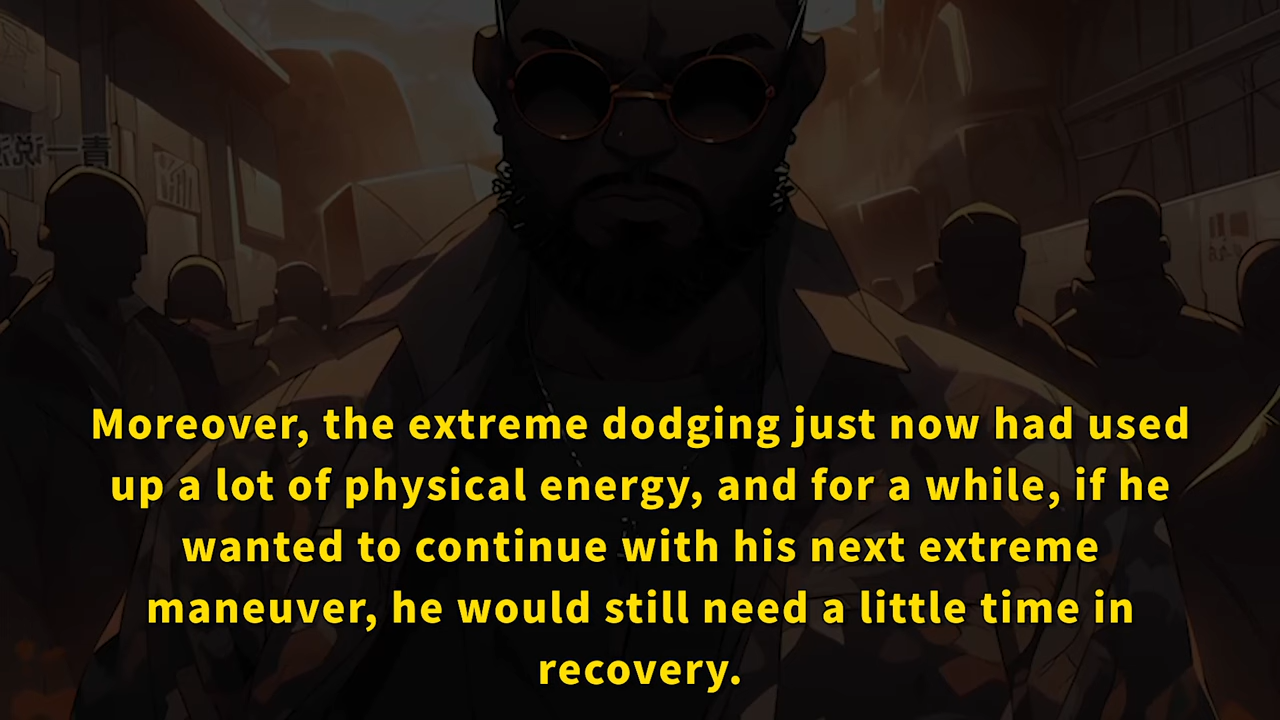 Moreover, the extreme dodging just now had used
up a lot of physical energy, and for a while, if he
wanted to continue with his next extreme
maneuver, he would still need a little time in
recovery.